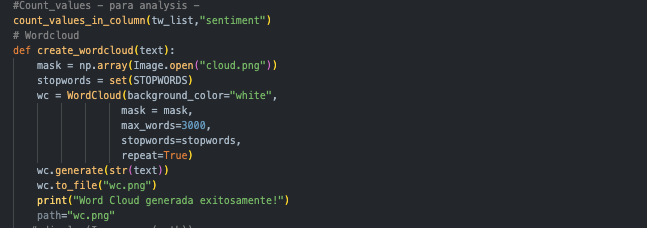 #Count_values - para analysis -
count_values_in_column(tw_list,"sentiment")
# Wordcloud
def create_wordcloud(text):
    mask = np.array(Image.open("cloud.png"))
    stopwords = set(STOPWORDS)
    wc = WordCloud(background_color="white",
                  mask = mask,
                  max_words=3000,
                  stopwords=stopwords,
                  repeat=True)
    wc.generate(str(text))
    wc.to_file("wc.png")
    print("Word Cloud generada exitosamente!")
    path="wc.png"